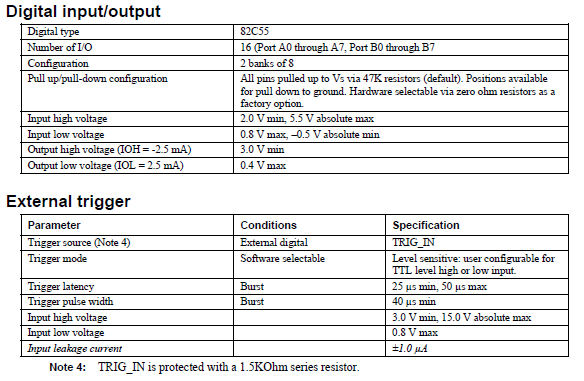 Digital input/output
Digital type 82C55
Number of I/O 16 (Port A0 through A7, Port B0 through B7
Configuration 2 banks of 8
Pull up/pull-down configuration All pins pulled up to Vs via 47K resistors (default). Positions available
for pull down to ground. Hardware selectable via zero ohm resistors as a
factory option.
Input high voltage 2.0 V min, 5.5 V absolute max
Input low voltage 0.8 V max, –0.5 V absolute min
Output high voltage (IOH = -2.5 mA) 3.0 V min
Output low voltage (IOL = 2.5 mA) 0.4 V max
External trigger
Parameter Conditions Specification
Trigger source (Note 4) External digital TRIG_IN
Trigger mode Software selectable Level sensitive: user configurable for
TTL level high or low input.
Trigger latency Burst 25 µs min, 50 µs max
Trigger pulse width Burst 40 µs min
Input high voltage 3.0 V min, 15.0 V absolute max
Input low voltage 0.8 V max
Input leakage current ±1.0 µA
Note 4: TRIG_IN is protected with a 1.5KOhm series resistor.